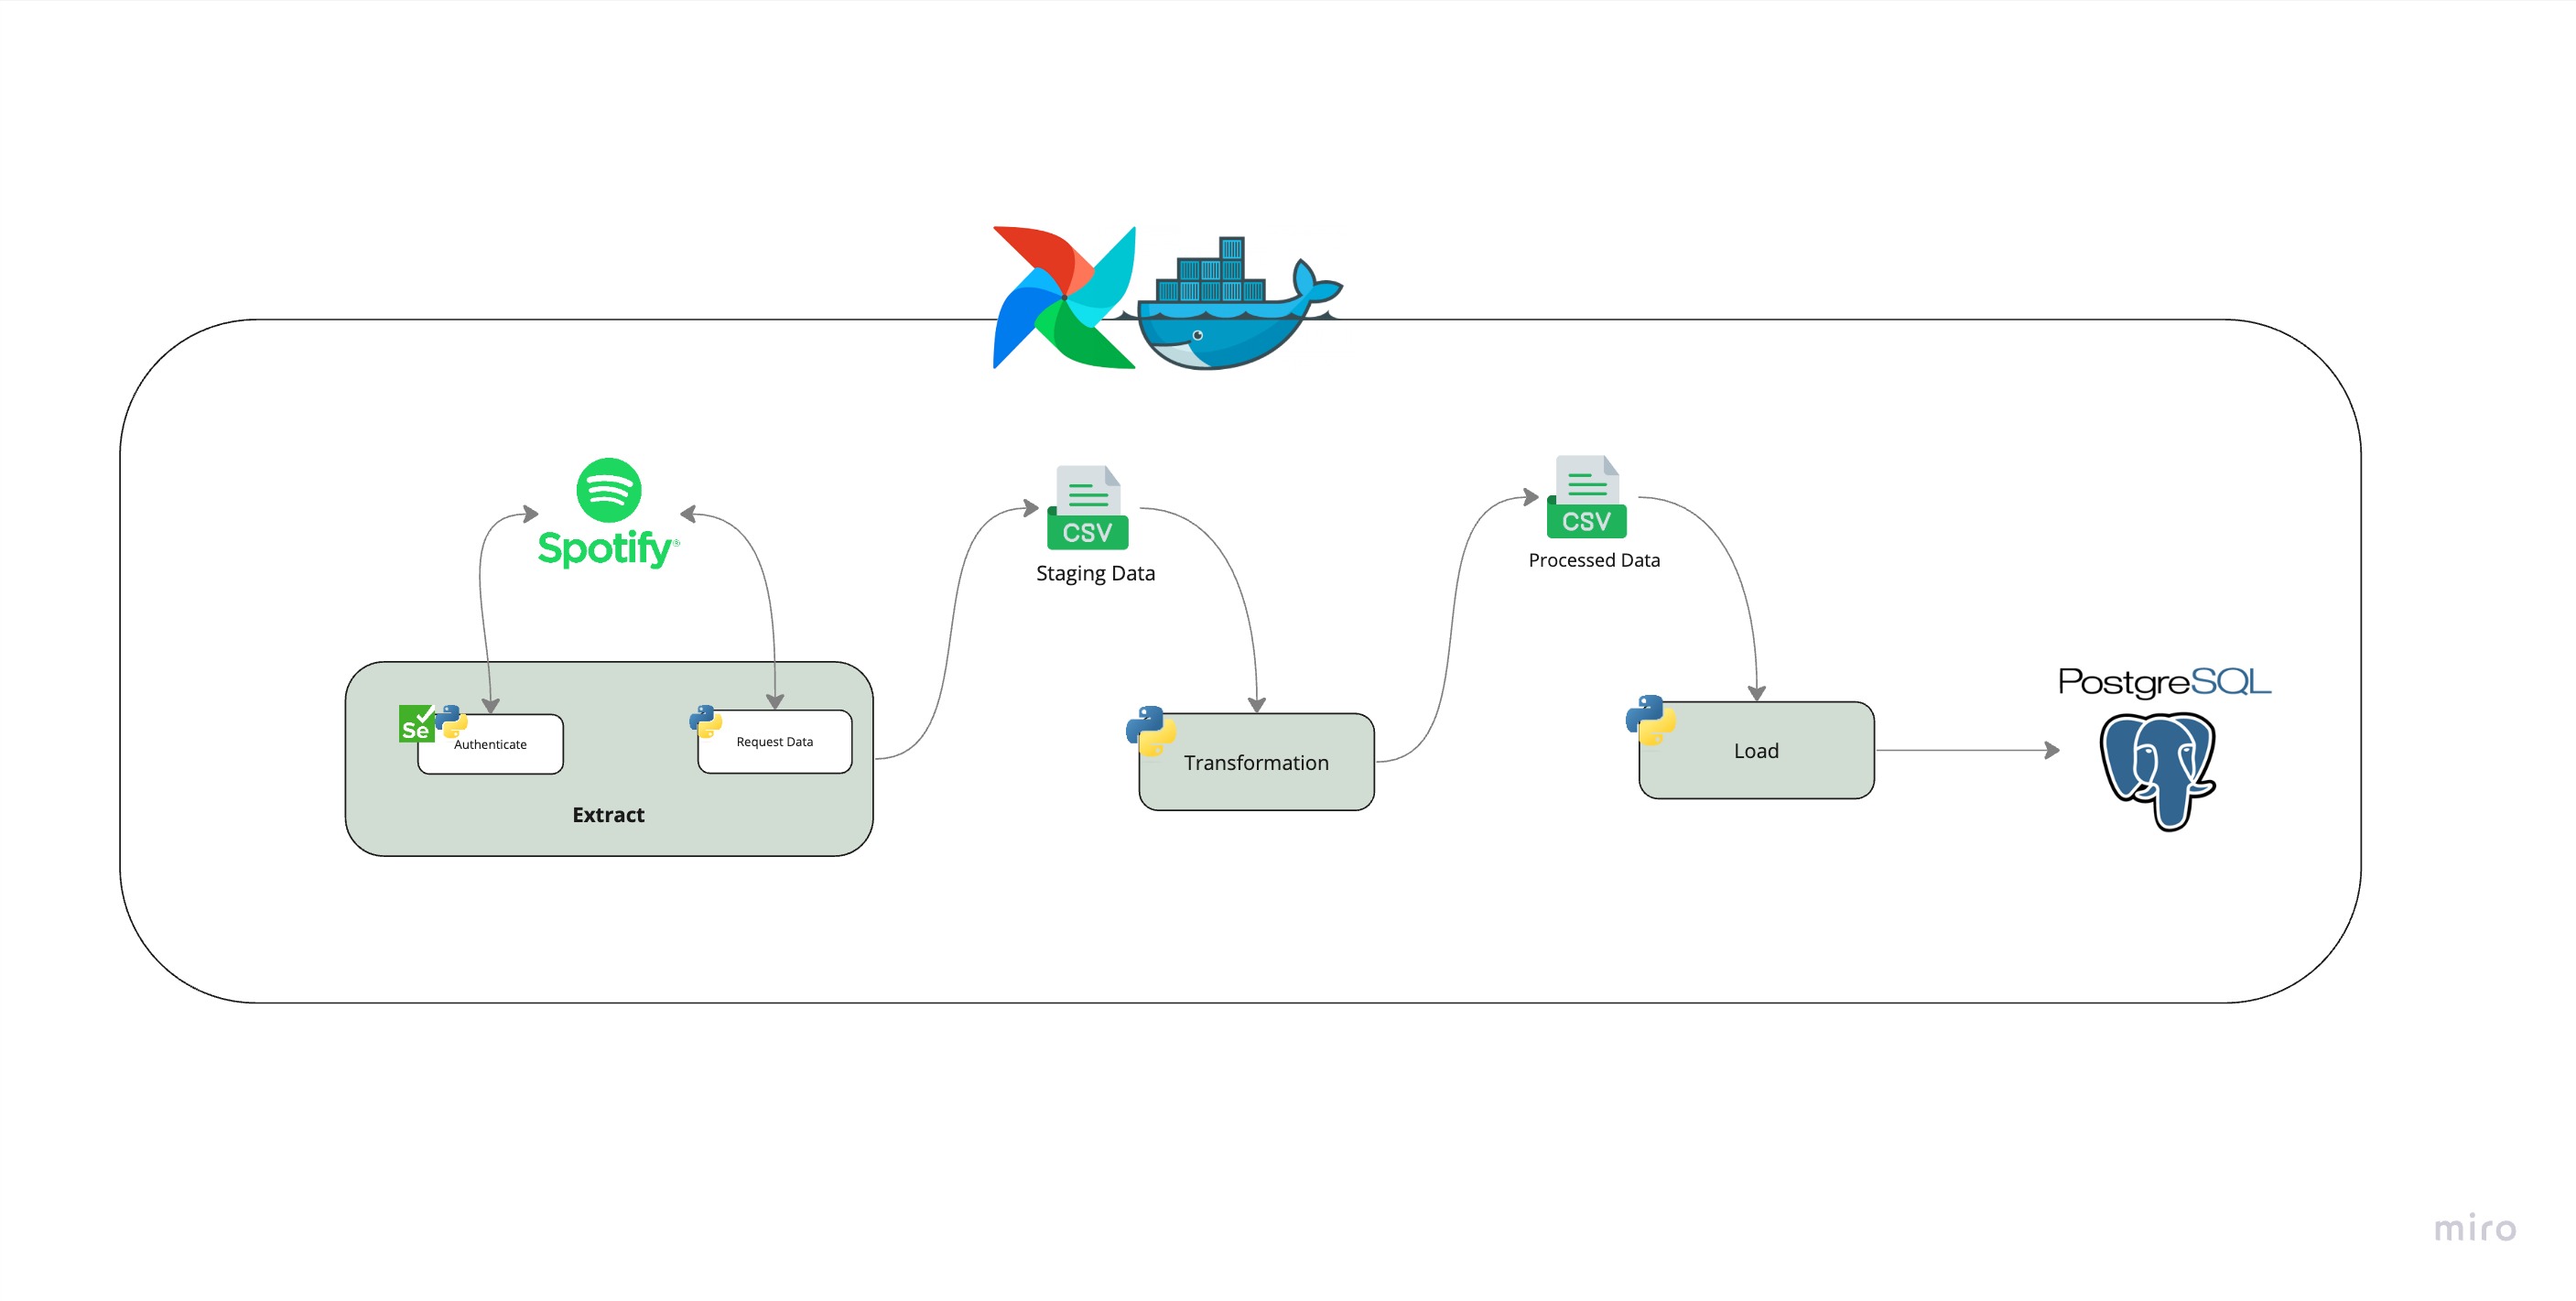 Spotify®
CSV
Staging Data
CSV
Processed Data
Se
Authenticate
Request Data
Extract
Transformation
Load
PostgreSQL
miro